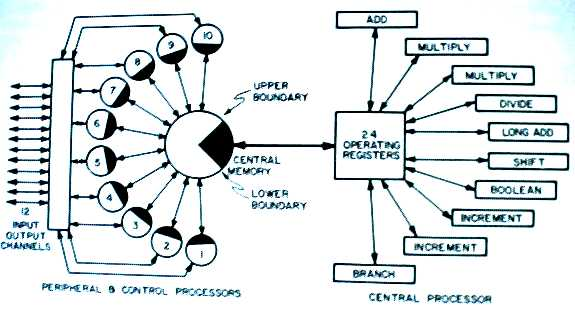 10
9
8
7
6
5
4
3
2
1
12
INPUT
OUTPUT
CHANNELS
UPPER
BOUNDARY
CENTRAL
MEMORY
LOWER
BOUNDARY
PERIPHERAL & CONTROL PROCESSORS
24
OPERATING
REGISTERS
ADD
MULTIPLY
MULTIPLY
DIVIDE
LONG ADD
SHIFT
BOOLEAN
INCREMENT
INCREMENT
BRANCH
CENTRAL PROCESSOR